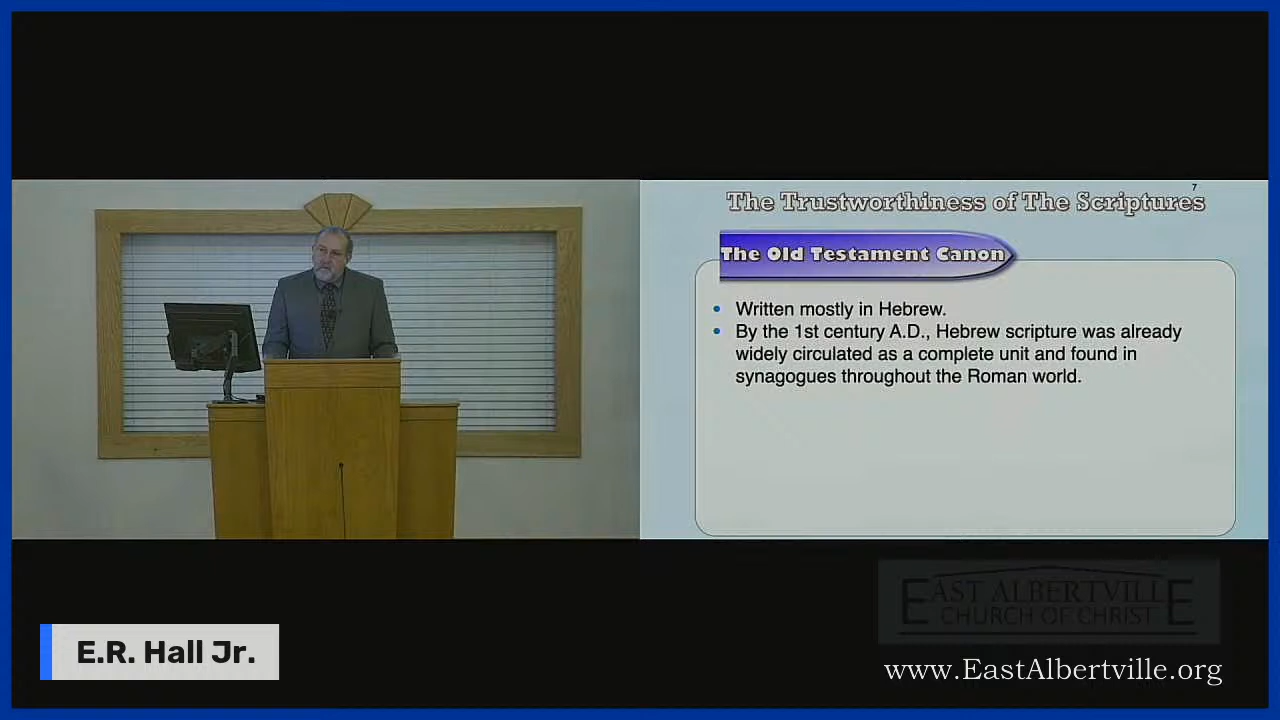 7
The Trustworthiness of The Scriptures
The Old Testament Canon
• Written mostly in Hebrew.
• By the 1st century A.D., Hebrew scripture was already
widely circulated as a complete unit and found in
synagogues throughout the Roman world.
EAST ALBERTVILLE
CHURCH OF CHRIST
E.R. Hall Jr.
www.EastAlbertville.org